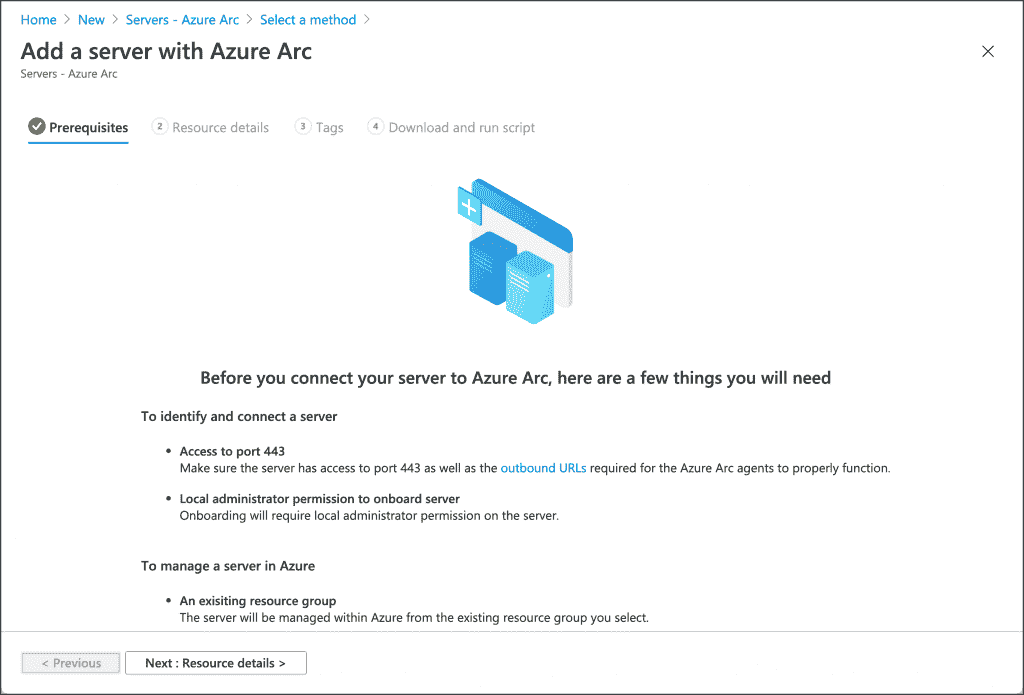 Home > New > Servers - Azure Arc > Select a method >
Add a server with Azure Arc
Servers - Azure Arc
Prerequisites 2 Resource details 3 Tags 4 Download and run script
Before you connect your server to Azure Arc, here are a few things you will need
To identify and connect a server
• Access to port 443
Make sure the server has access to port 443 as well as the outbound URLs required for the Azure Arc agents to properly function.
• Local administrator permission to onboard server
Onboarding will require local administrator permission on the server.
To manage a server in Azure
• An exisiting resource group
The server will be managed within Azure from the existing resource group you select.
< Previous Next : Resource details >